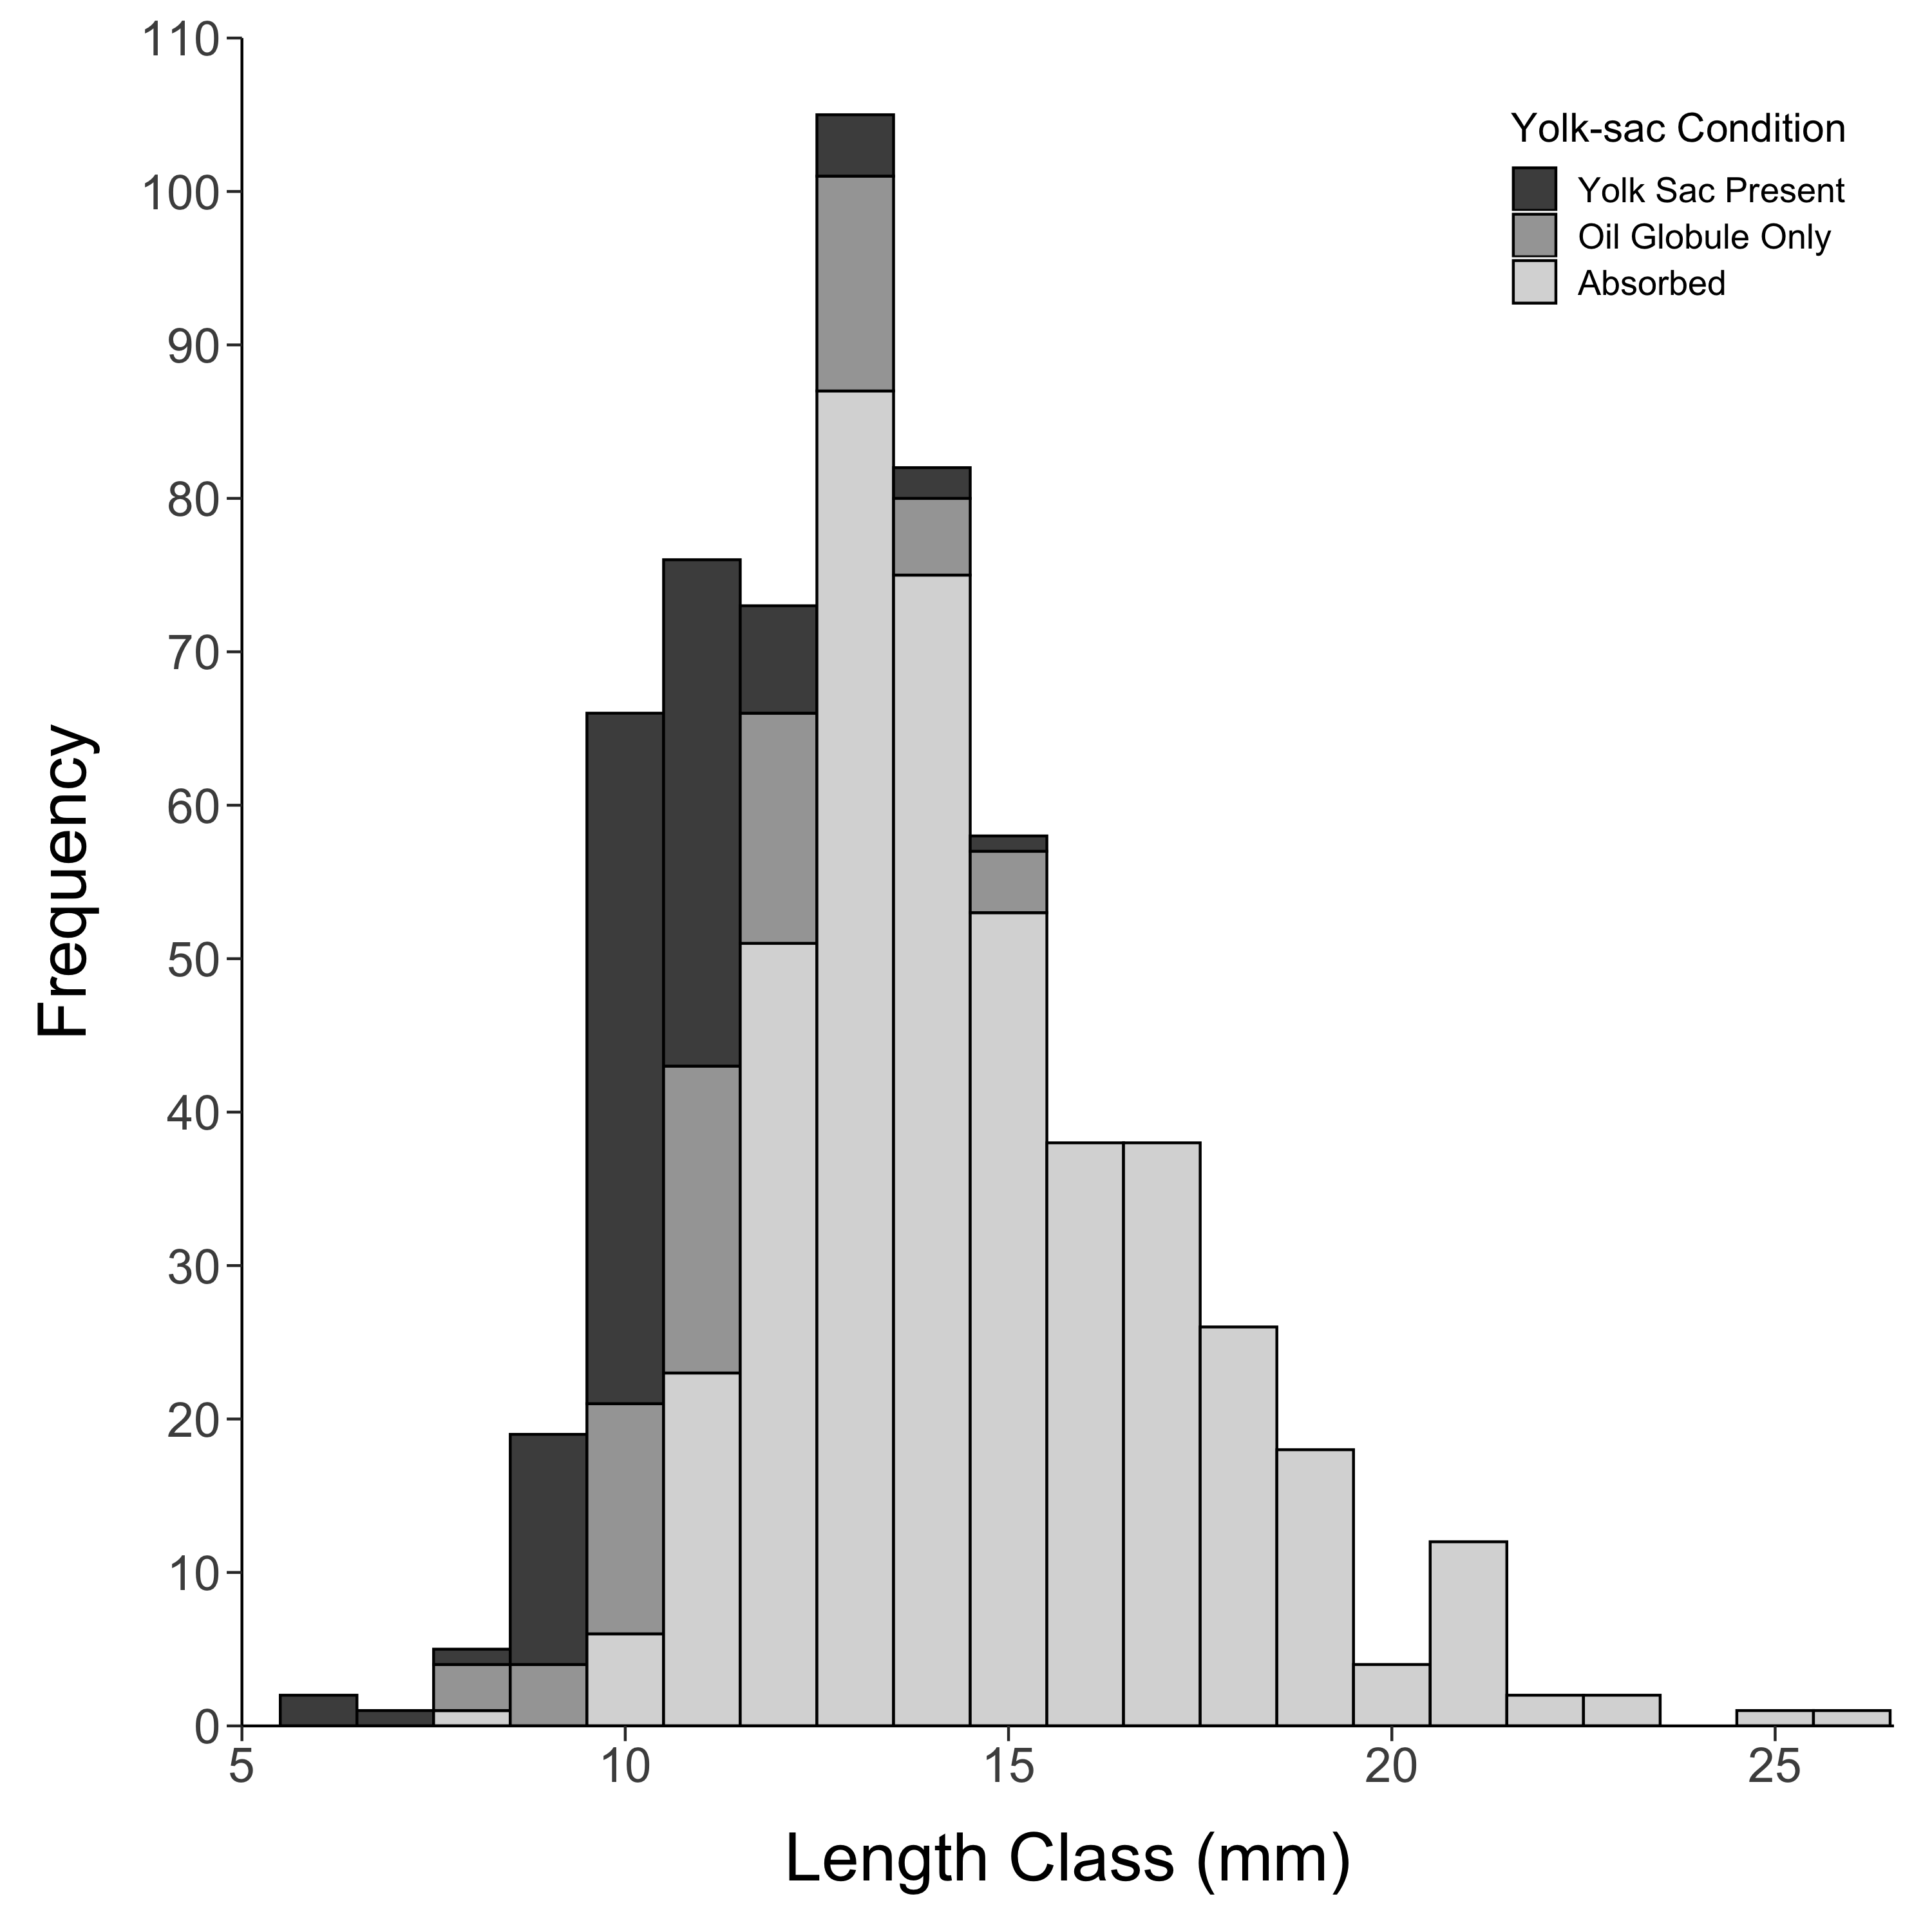 110
100
90
80
70
60
50
40
30
20
10
0
Frequency
Yolk-sac Condition
Yolk Sac Present
Oil Globule Only
Absorbed
5 10 15 20 25
Length Class (mm)